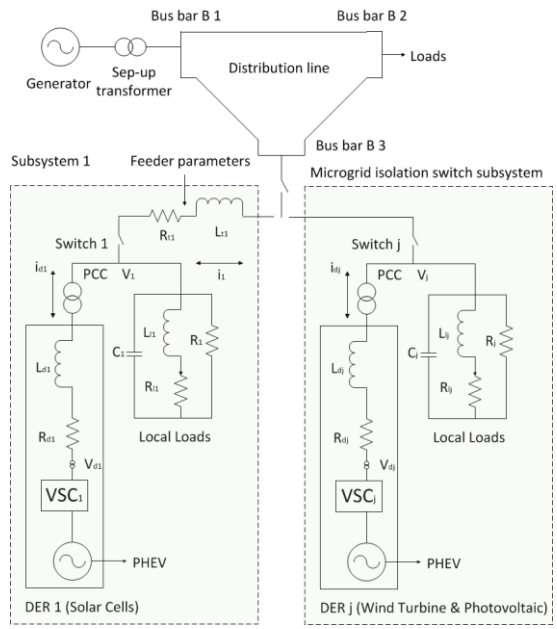 Bus bar B 1
Bus bar B 2
Generator
Sep-up
transformer
Distribution line
Loads
Bus bar B 3
Subsystem 1
Feeder parameters
Microgrid isolation switch subsystem
Rt1
Lt1
Switch 1
Switch j
id1
PCC
V1
i1
idj
PCC
Vj
Ld1
C1
Ll1
R1
Rl1
Ldj
Cj
Llj
Rj
Rlj
Rd1
Local Loads
Rdj
Local Loads
Vd1
Vdj
VSC1
VSCj
PHEV
PHEV
DER 1 (Solar Cells)
DER j (Wind Turbine & Photovoltaic)